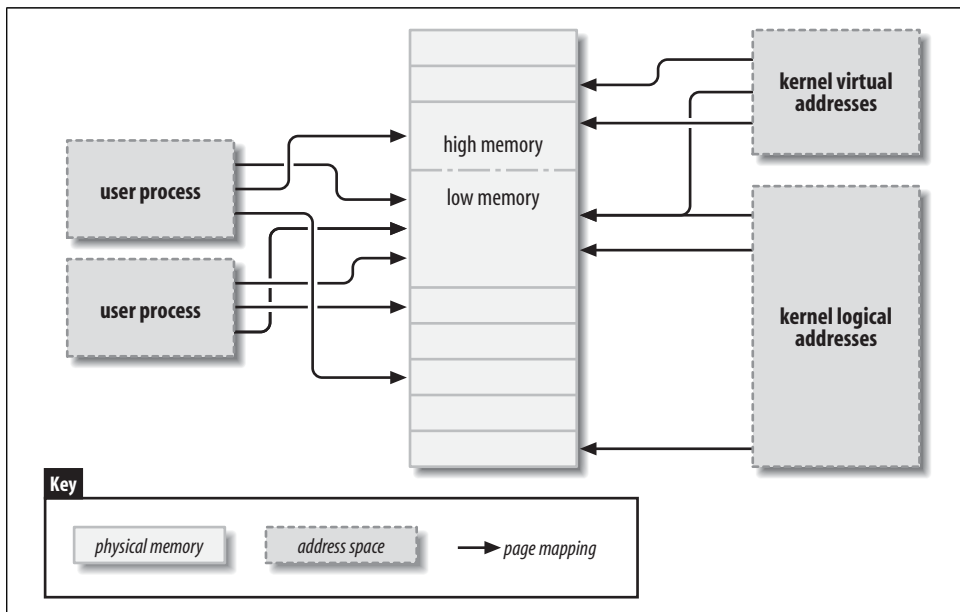 kernel virtual
addresses
high memory
low memory
user process
user process
kernel logical
addresses
Key
physical memory
address space
page mapping